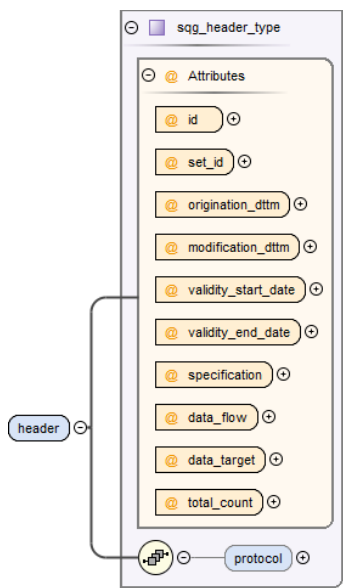 sqg_header_type
@ Attributes
@ id
@ set_id
@ origination_dttm
@ modification_dttm
@ validity_start_date
@ validity_end_date
@ specification
@ data_flow
@ data_target
@ total_count
header
protocol